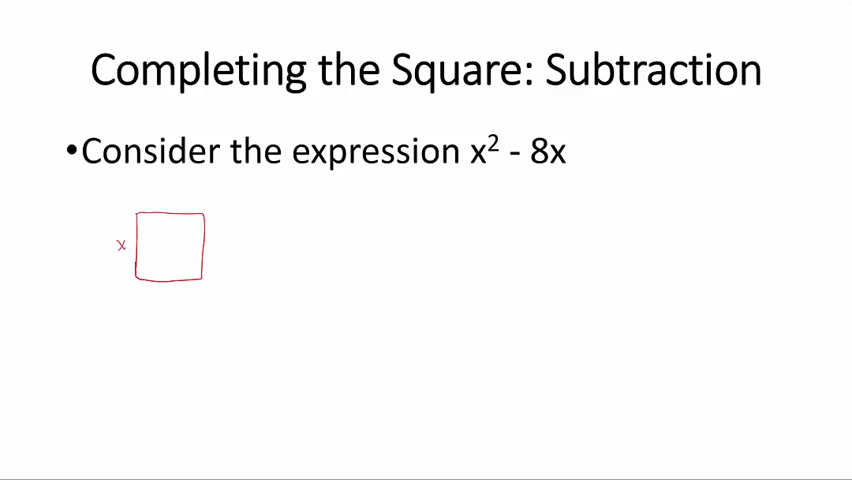 Completing the Square: Subtraction
•Consider the expression x² - 8x
x